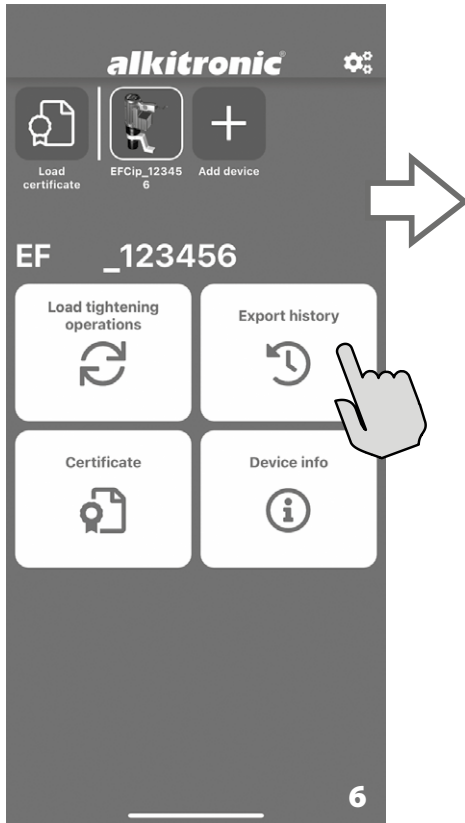 alkitronic®
Load
certificate
EFCip_12345
6
Add device
EF _123456
Load tightening
operations
Export history
Certificate
Device info
6